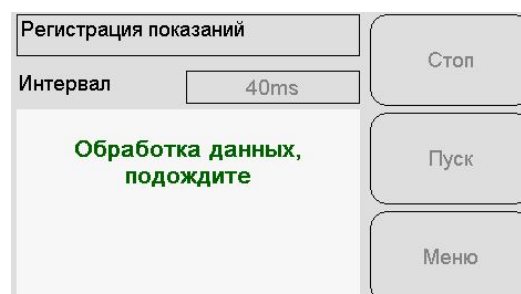 Регистрация показаний
Стоп
Интервал
40ms
Обработка данных,
подождите
Пуск
Меню